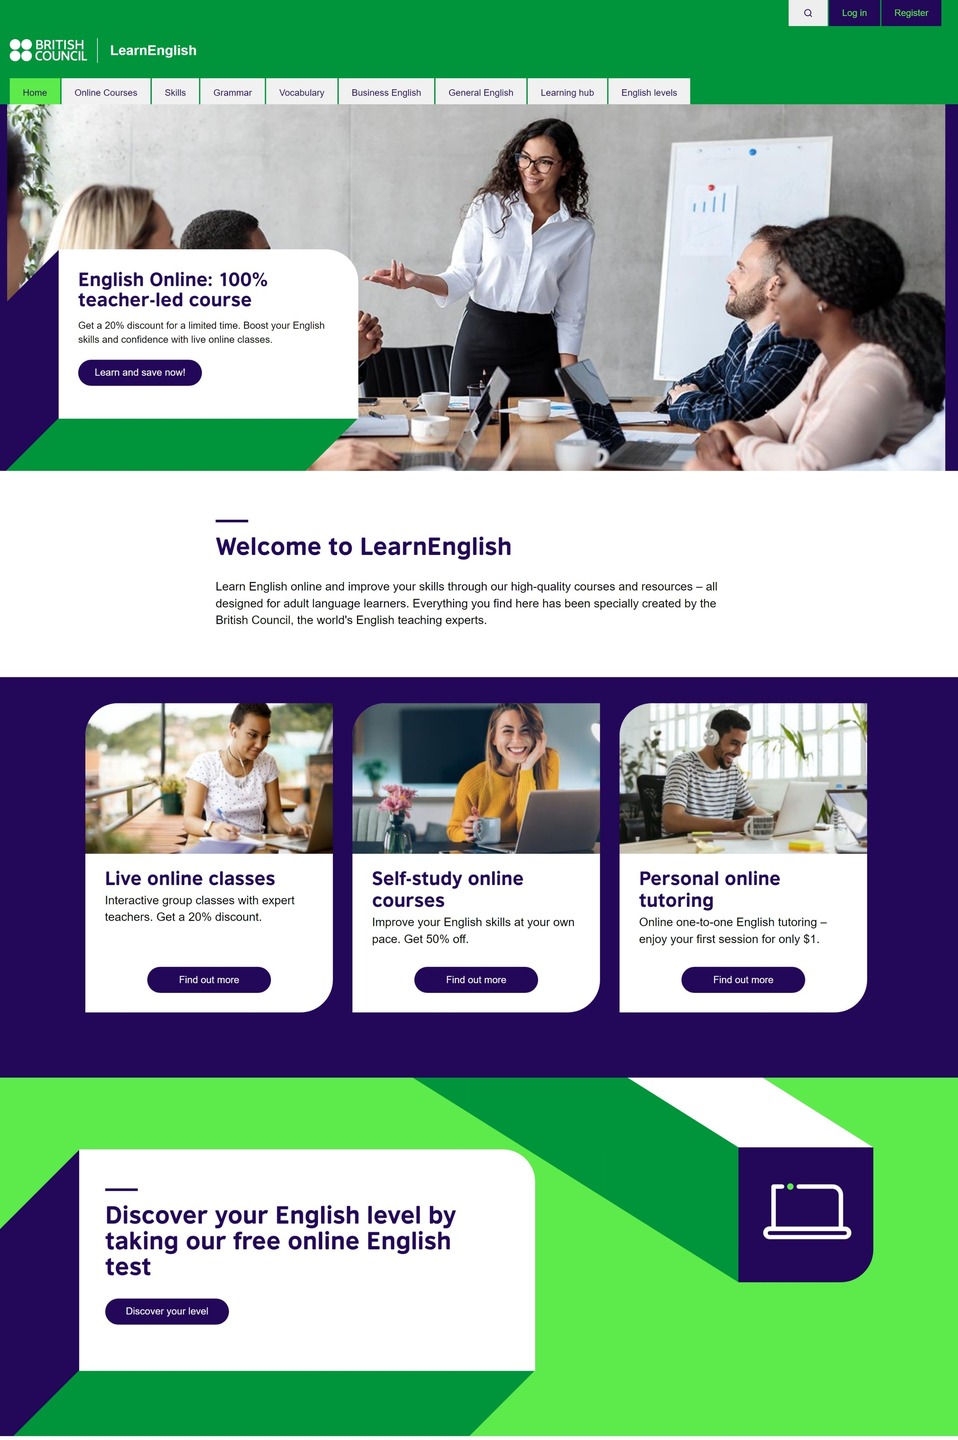 Log in
Register
BRITISH
COUNCIL
LearnEnglish
Home
Online Courses
Skills
Grammar
Vocabulary
Business English
General English
Learning hub
English levels
English Online: 100%
teacher-led course
Get a 20% discount for a limited time. Boost your English
skills and confidence with live online classes.
Learn and save now!
Welcome to LearnEnglish
Learn English online and improve your skills through our high-quality courses and resources – all
designed for adult language learners. Everything you find here has been specially created by the
British Council, the world's English teaching experts.
Live online classes
Interactive group classes with expert
teachers. Get a 20% discount.
Find out more
Self-study online
courses
Improve your English skills at your own
pace. Get 50% off.
Find out more
Personal online
tutoring
Online one-to-one English tutoring –
enjoy your first session for only $1.
Find out more
Discover your English level by
taking our free online English
test
Discover your level